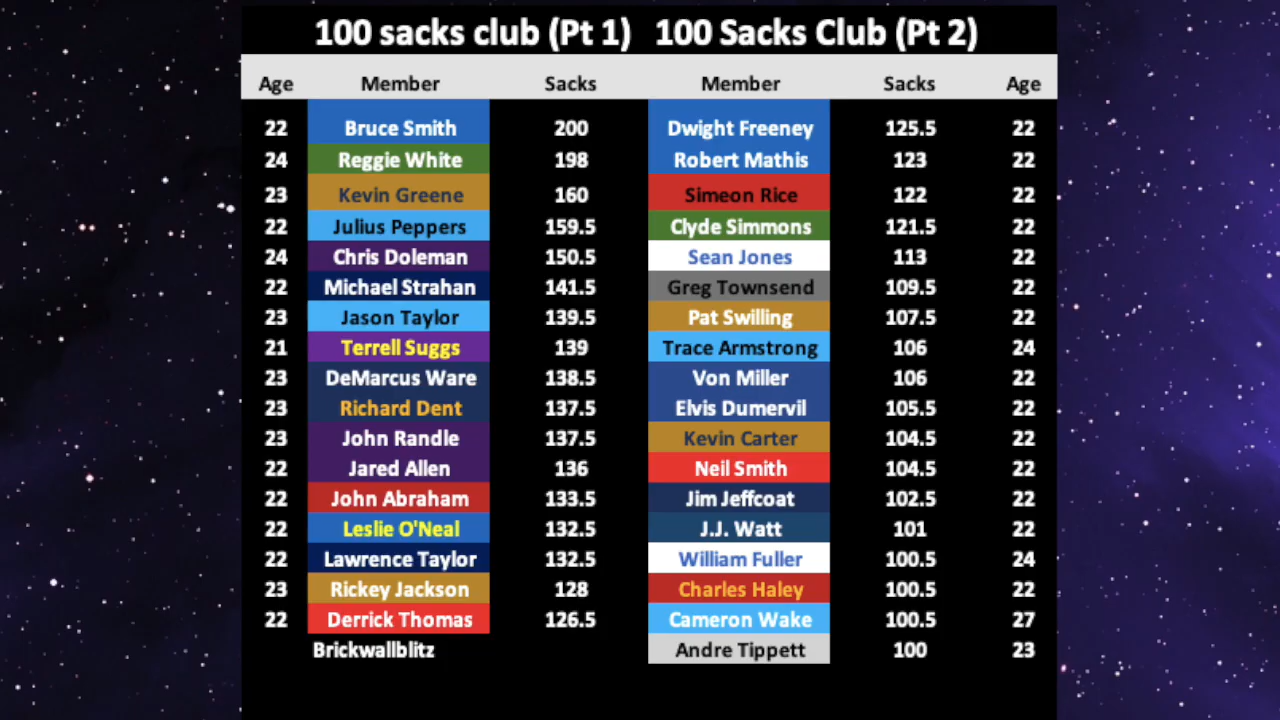 100 sacks club (Pt 1) 100 Sacks Club (Pt 2)
Age Member Sacks Member Sacks Age
22 Bruce Smith 200 Dwight Freeney 125.5 22
24 Reggie White 198 Robert Mathis 123 22
23 Kevin Greene 160 Simeon Rice 122 22
22 Julius Peppers 159.5 Clyde Simmons 121.5 22
24 Chris Doleman 150.5 Sean Jones 113 22
22 Michael Strahan 141.5 Greg Townsend 109.5 22
23 Jason Taylor 139.5 Pat Swilling 107.5 22
21 Terrell Suggs 139 Trace Armstrong 106 24
23 DeMarcus Ware 138.5 Von Miller 106 22
23 Richard Dent 137.5 Elvis Dumervil 105.5 22
23 John Randle 137.5 Kevin Carter 104.5 22
22 Jared Allen 136 Neil Smith 104.5 22
22 John Abraham 133.5 Jim Jeffcoat 102.5 22
22 Leslie O'Neal 132.5 J.J. Watt 101 22
22 Lawrence Taylor 132.5 William Fuller 100.5 24
23 Rickey Jackson 128 Charles Haley 100.5 22
22 Derrick Thomas 126.5 Cameron Wake 100.5 27
Brickwallblitz Andre Tippett 100 23